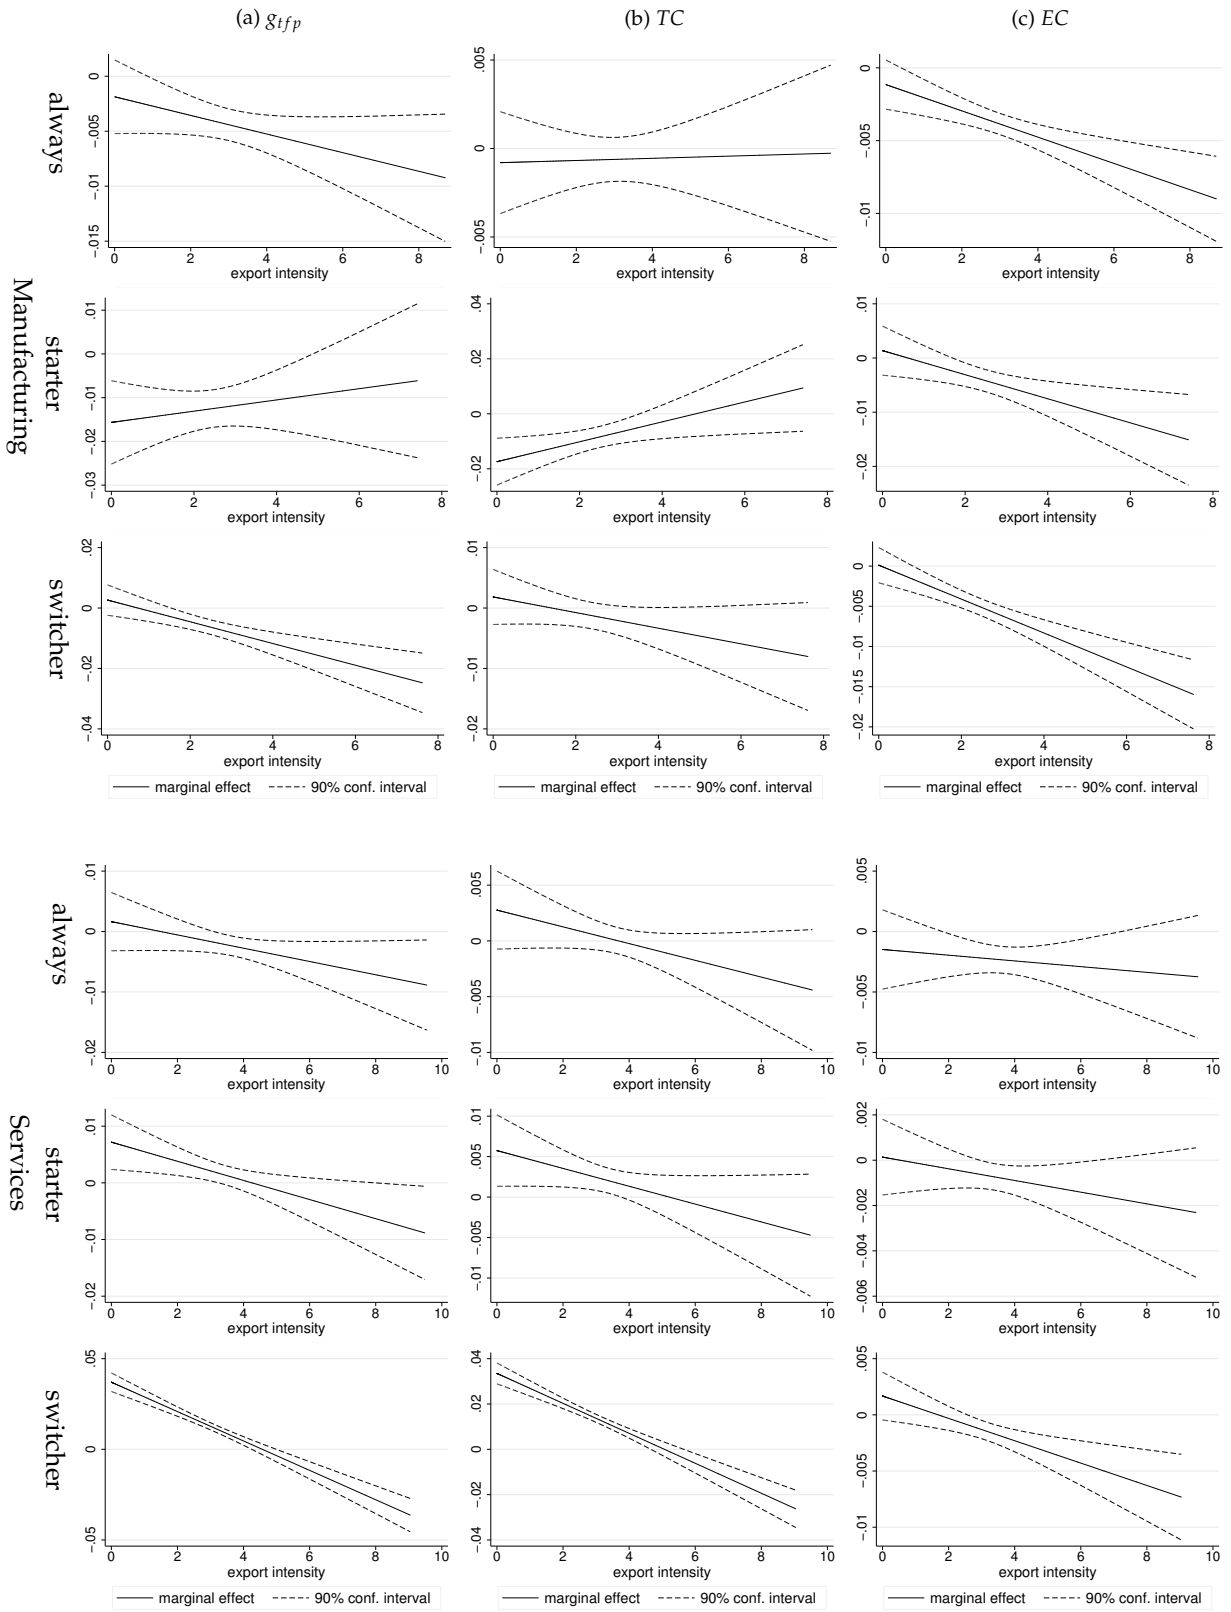 (a) g_tfp (b) TC (c) EC
Manufacturing
always
0 -.005 -.01 -.015
0 2 4 6 8
export intensity
.005 0 -.005
0 2 4 6 8
export intensity
0 -.005 -.01
0 2 4 6 8
export intensity
starter
.01 0 -.01 -.02 -.03
0 2 4 6 8
export intensity
.04 .02 0 -.02
0 2 4 6 8
export intensity
.01 0 -.01 -.02
0 2 4 6 8
export intensity
switcher
.02 0 -.02 -.04
0 2 4 6 8
export intensity
.01 0 -.01 -.02
0 2 4 6 8
export intensity
0 -.005 -.01 -.015 -.02
0 2 4 6 8
export intensity
marginal effect 90% conf. interval
marginal effect 90% conf. interval
marginal effect 90% conf. interval
Services
always
.01 0 -.01 -.02
0 2 4 6 8 10
export intensity
.005 0 -.005 -.01
0 2 4 6 8 10
export intensity
.005 0 -.005 -.01
0 2 4 6 8 10
export intensity
starter
.01 0 -.01 -.02
0 2 4 6 8 10
export intensity
.01 .005 0 -.005 -.01
0 2 4 6 8 10
export intensity
.002 0 -.002 -.004 -.006
0 2 4 6 8 10
export intensity
switcher
.05 0 -.05
0 2 4 6 8 10
export intensity
.04 .02 0 -.02 -.04
0 2 4 6 8 10
export intensity
.005 0 -.005 -.01
0 2 4 6 8 10
export intensity
marginal effect 90% conf. interval
marginal effect 90% conf. interval
marginal effect 90% conf. interval